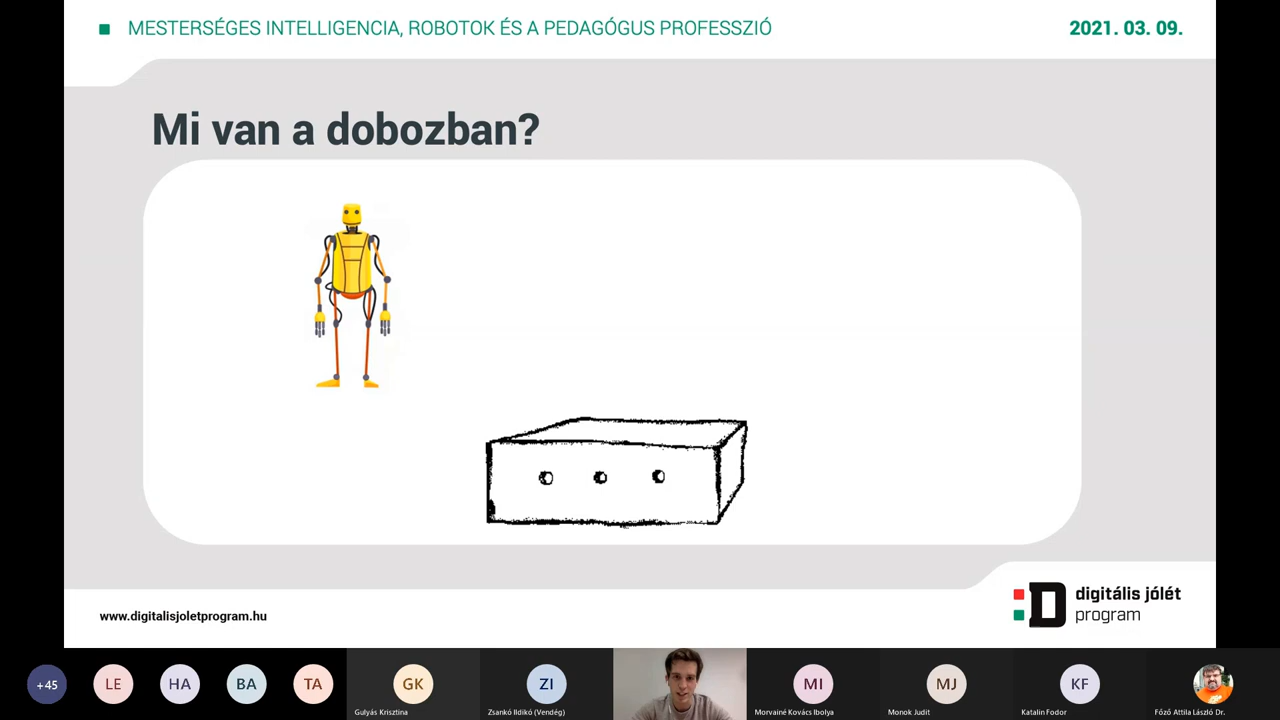 MESTERSÉGES INTELLIGENCIA, ROBOTOK ÉS A PEDAGÓGUS PROFESSZIÓ
2021. 03. 09.
Mi van a dobozban?
www.digitalisjoletprogram.hu
digitális jólét
program
+45
LE
HA
BA
TA
GK
Gulyás Krisztina
ZI
Zsankó Ildikó (Vendég)
MI
Morvainé Kovács Ibolya
MJ
Monok Judit
KF
Katalin Fodor
Főző Attila László Dr.